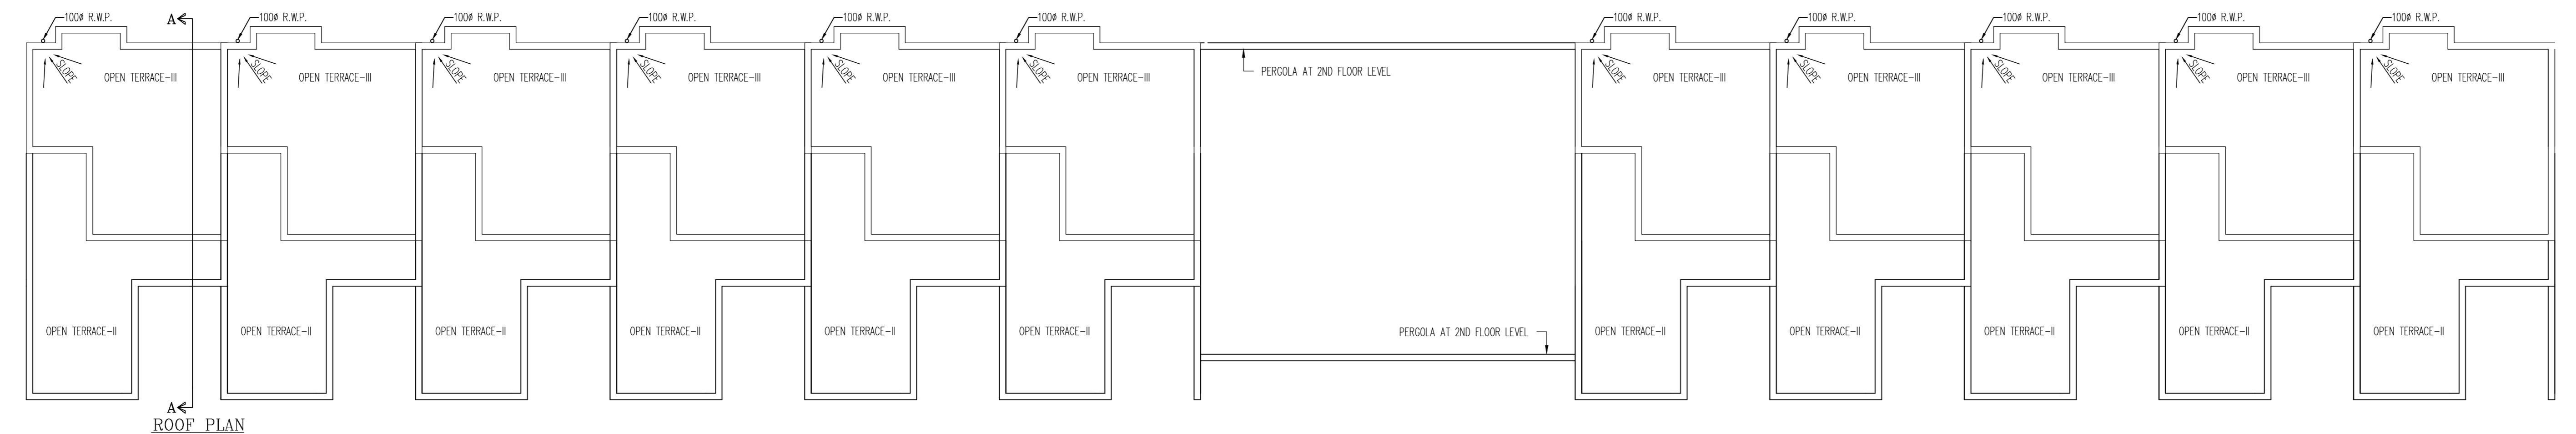 A
100ø R.W.P.
100ø R.W.P.
100ø R.W.P.
100ø R.W.P.
100ø R.W.P.
100ø R.W.P.
100ø R.W.P.
100ø R.W.P.
100ø R.W.P.
100ø R.W.P.
100ø R.W.P.
SLOPE
OPEN TERRACE-III
SLOPE
OPEN TERRACE-III
SLOPE
OPEN TERRACE-III
SLOPE
OPEN TERRACE-III
SLOPE
OPEN TERRACE-III
SLOPE
OPEN TERRACE-III
PERGOLA AT 2ND FLOOR LEVEL
SLOPE
OPEN TERRACE-III
SLOPE
OPEN TERRACE-III
SLOPE
OPEN TERRACE-III
SLOPE
OPEN TERRACE-III
SLOPE
OPEN TERRACE-III
OPEN TERRACE-II
OPEN TERRACE-II
OPEN TERRACE-II
OPEN TERRACE-II
OPEN TERRACE-II
OPEN TERRACE-II
PERGOLA AT 2ND FLOOR LEVEL
OPEN TERRACE-II
OPEN TERRACE-II
OPEN TERRACE-II
OPEN TERRACE-II
OPEN TERRACE-II
A
ROOF PLAN